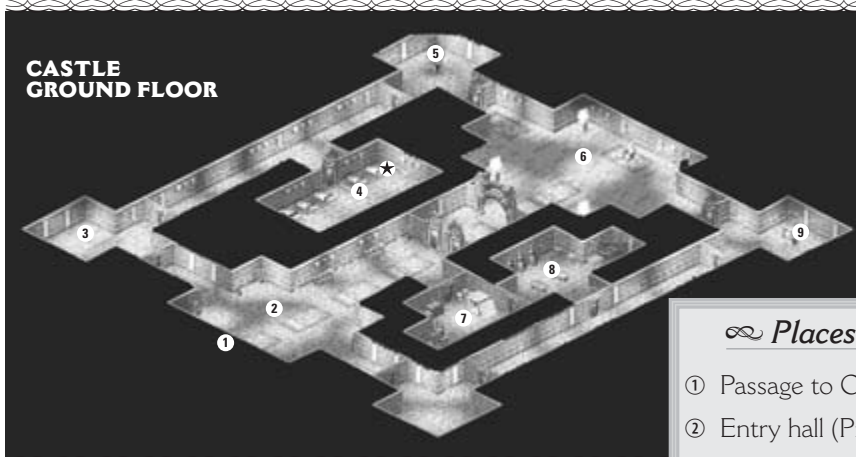 CASTLE
GROUND FLOOR
5
6
4
3
9
8
2
7
1
Places
① Passage to C
② Entry hall (P